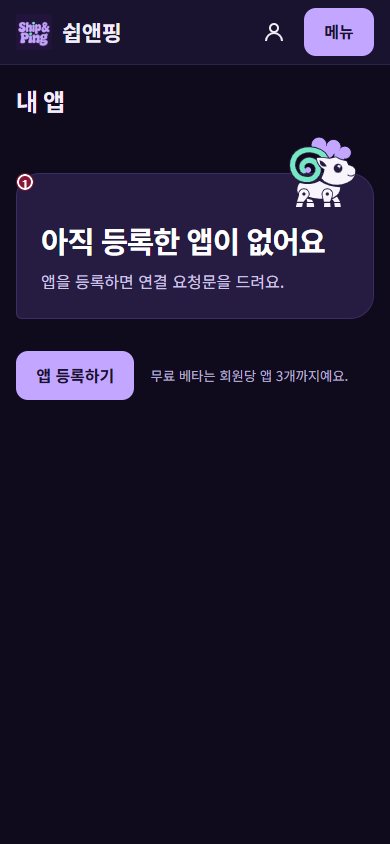 Ship&
Ping
쉽앤핑
메뉴
내 앱
1
아직 등록한 앱이 없어요
앱을 등록하면 연결 요청문을 드려요.
앱 등록하기
무료 베타는 회원당 앱 3개까지예요.